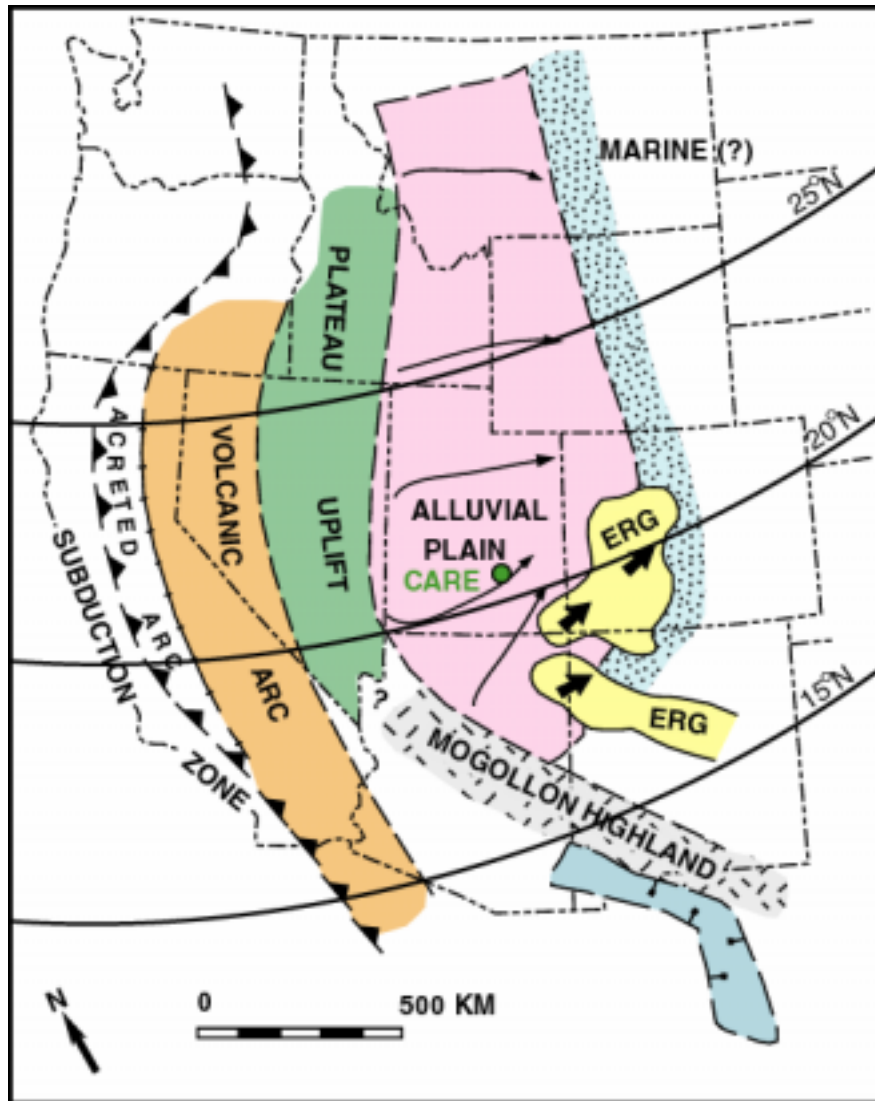 MARINE (?)
25°N
PLATEAU
UPLIFT
VOLCANIC
ARC
ACRETED
ARC
SUBDUCTION
ZONE
ALLUVIAL
PLAIN
CARE
20°N
ERG
ERG
15°N
MOGOLLON HIGHLAND
N
0 500 KM